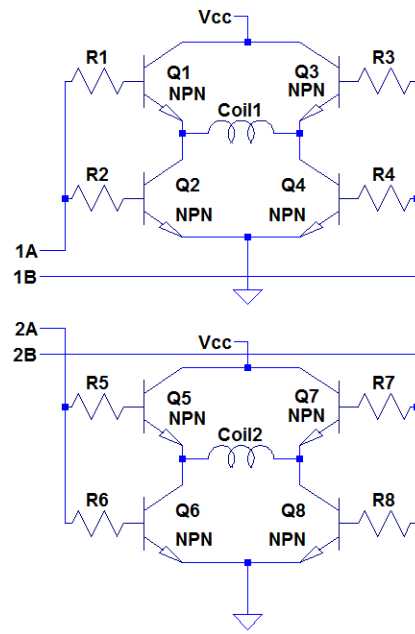 Vcc
R1
Q1
NPN
Q3
NPN
R3
Coil1
R2
Q2
NPN
Q4
NPN
R4
1A
1B
2A
2B
Vcc
R5
Q5
NPN
Q7
NPN
R7
Coil2
R6
Q6
NPN
Q8
NPN
R8